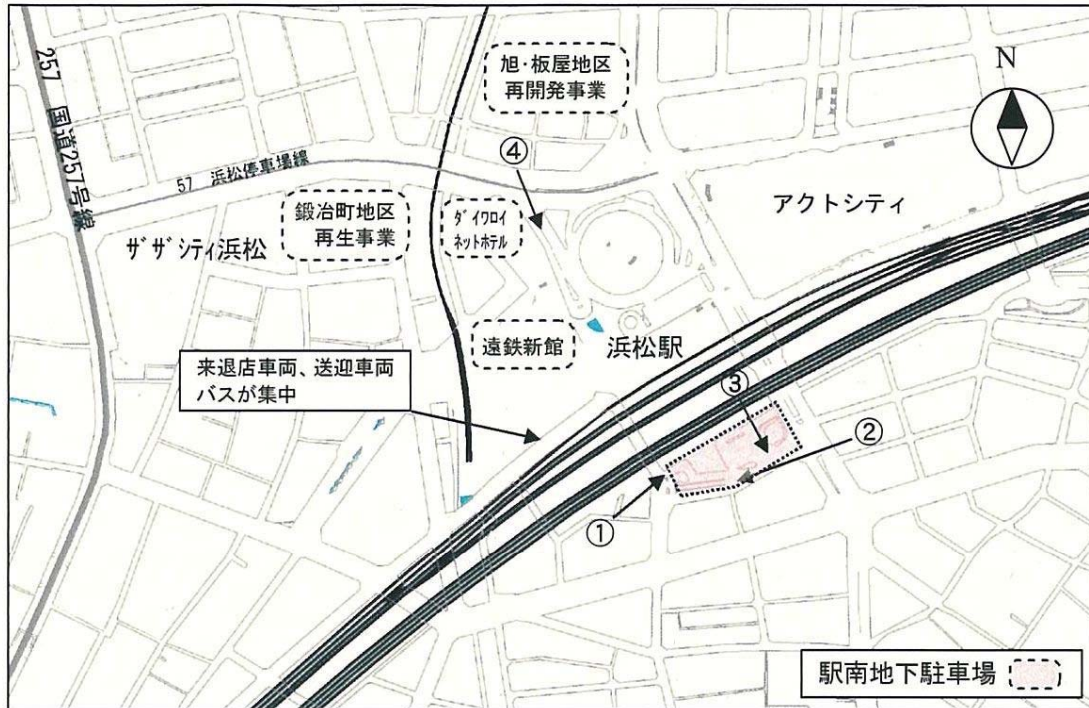 旭・板屋地区
再開発事業
N
257 国道257号線
④
57 浜松停車場線
鍛冶町地区
再生事業
ダイワロイ
ネットホテル
アクトシティ
ザザシティ浜松
遠鉄新館
浜松駅
来退店車両、送迎車両
バスが集中
③
②
①
駅南地下駐車場